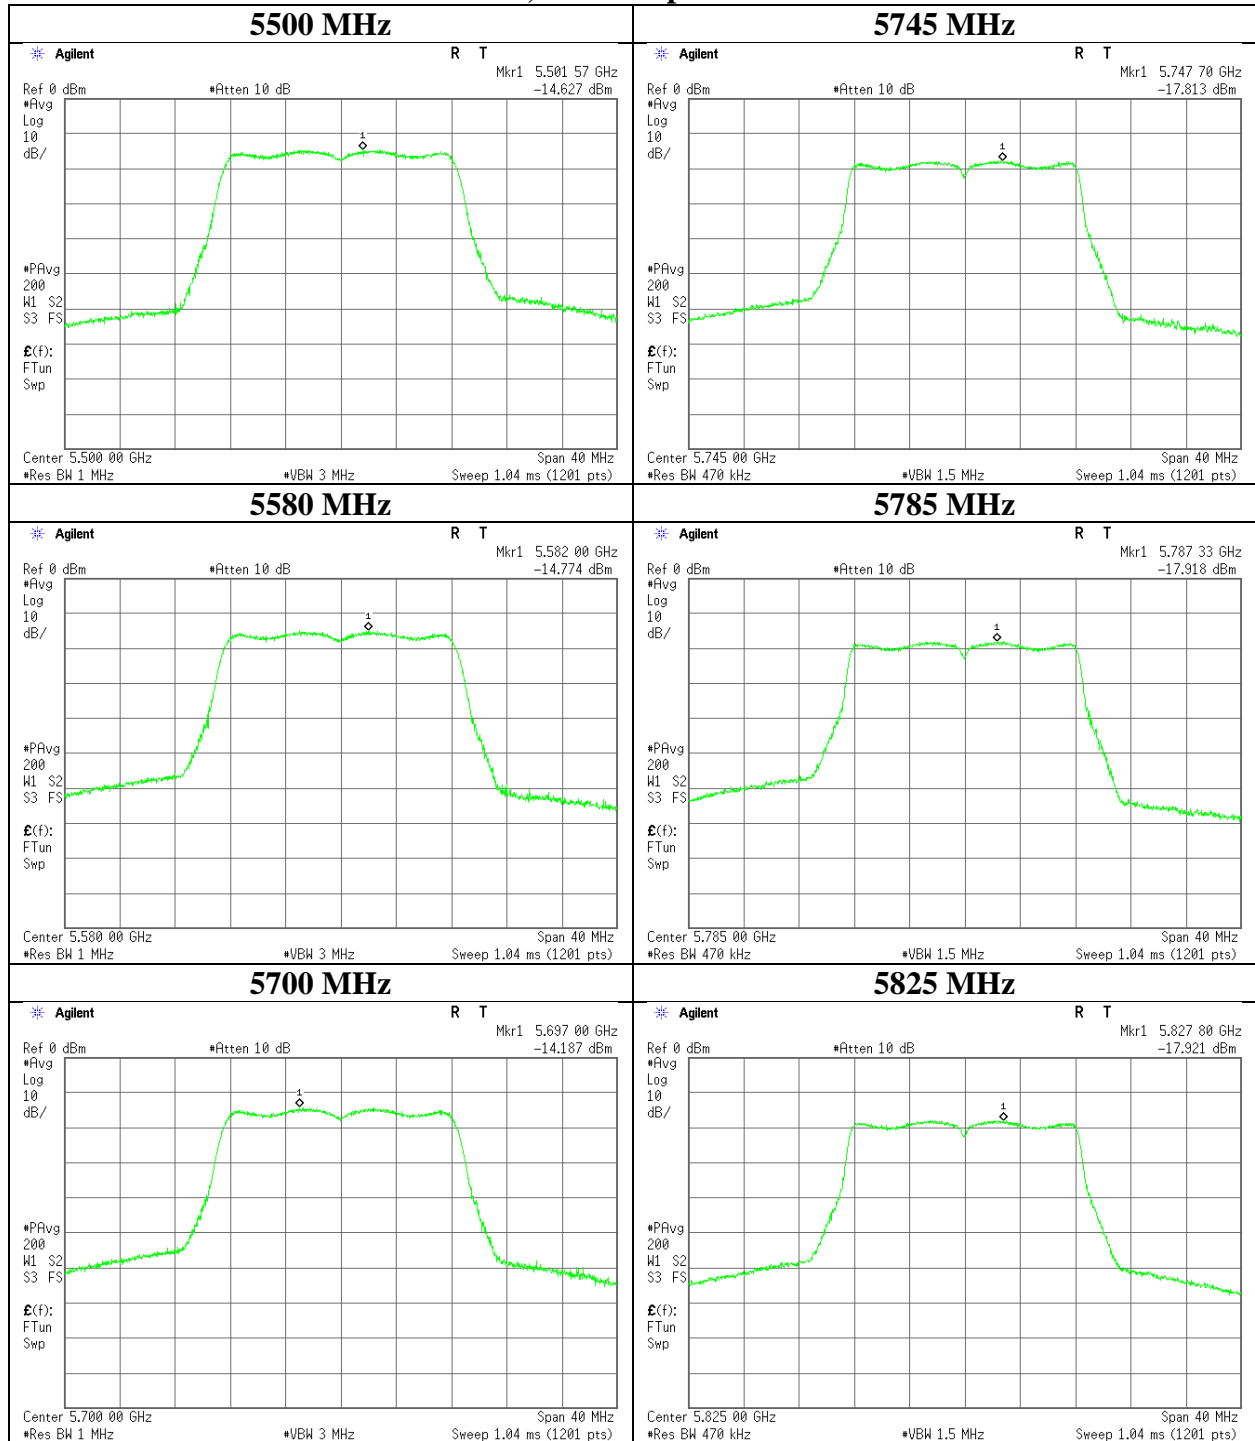 5500 MHz
Agilent R T
Mkr1 5.501 57 GHz
Ref 0 dBm #Atten 10 dB -14.627 dBm
#Avg
Log
10
dB/
1
#PAvg
200
W1 S2
S3 FS
£(f):
FTun
Swp
Center 5.500 00 GHz Span 40 MHz
#Res BW 1 MHz #VBW 3 MHz Sweep 1.04 ms (1201 pts)
5745 MHz
Agilent R T
Mkr1 5.747 70 GHz
Ref 0 dBm #Atten 10 dB -17.813 dBm
#Avg
Log
10
dB/
1
#PAvg
200
W1 S2
S3 FS
£(f):
FTun
Swp
Center 5.745 00 GHz Span 40 MHz
#Res BW 470 kHz #VBW 1.5 MHz Sweep 1.04 ms (1201 pts)
5580 MHz
Agilent R T
Mkr1 5.582 00 GHz
Ref 0 dBm #Atten 10 dB -14.774 dBm
#Avg
Log
10
dB/
1
#PAvg
200
W1 S2
S3 FS
£(f):
FTun
Swp
Center 5.580 00 GHz Span 40 MHz
#Res BW 1 MHz #VBW 3 MHz Sweep 1.04 ms (1201 pts)
5785 MHz
Agilent R T
Mkr1 5.787 33 GHz
Ref 0 dBm #Atten 10 dB -17.918 dBm
#Avg
Log
10
dB/
1
#PAvg
200
W1 S2
S3 FS
£(f):
FTun
Swp
Center 5.785 00 GHz Span 40 MHz
#Res BW 470 kHz #VBW 1.5 MHz Sweep 1.04 ms (1201 pts)
5700 MHz
Agilent R T
Mkr1 5.697 00 GHz
Ref 0 dBm #Atten 10 dB -14.187 dBm
#Avg
Log
10
dB/
1
#PAvg
200
W1 S2
S3 FS
£(f):
FTun
Swp
Center 5.700 00 GHz Span 40 MHz
#Res BW 1 MHz #VBW 3 MHz Sweep 1.04 ms (1201 pts)
5825 MHz
Agilent R T
Mkr1 5.827 80 GHz
Ref 0 dBm #Atten 10 dB -17.921 dBm
#Avg
Log
10
dB/
1
#PAvg
200
W1 S2
S3 FS
£(f):
FTun
Swp
Center 5.825 00 GHz Span 40 MHz
#Res BW 470 kHz #VBW 1.5 MHz Sweep 1.04 ms (1201 pts)